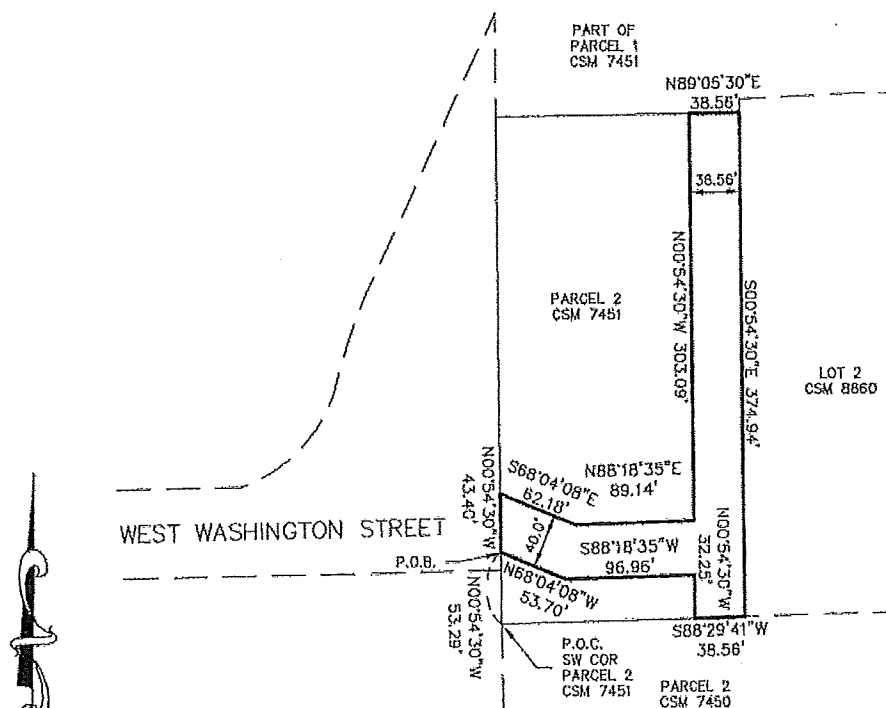 PART OF
PARCEL 1
CSM 7451
N89°05'30"E
38.56'
38.56'
N00°54'30"W 303.09'
S00°54'30"E 374.94'
PARCEL 2
CSM 7451
LOT 2
CSM 8860
N00°54'30"W
43.40'
S68°04'08"E
62.18'
N88°18'35"E
89.14'
WEST WASHINGTON STREET
40.0'
S88°18'35"W
96.96'
N00°54'30"W
32.25'
P.O.B.
N68°04'08"W
53.70'
N00°54'30"W
53.29'
P.O.C.
SW COR
PARCEL 2
CSM 7451
S88°29'41"W
38.56'
PARCEL 2
CSM 7450